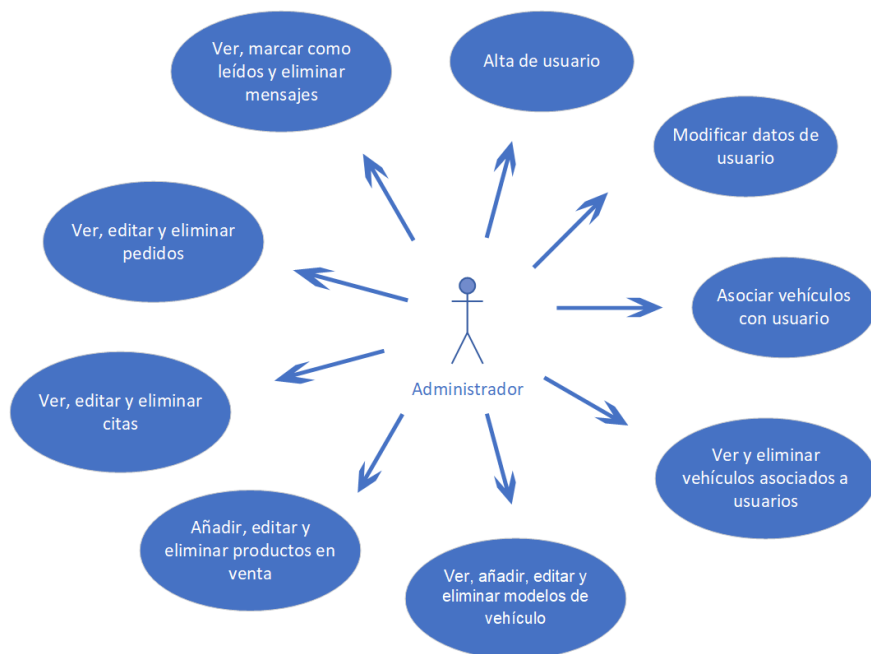 Ver, marcar como
leídos y eliminar
mensajes
Alta de usuario
Modificar datos de
usuario
Ver, editar y eliminar
pedidos
Asociar vehículos
con usuario
Administrador
Ver, editar y eliminar
citas
Ver y eliminar
vehículos asociados a
usuarios
Añadir, editar y
eliminar productos en
venta
Ver, añadir, editar y
eliminar modelos de
vehículo